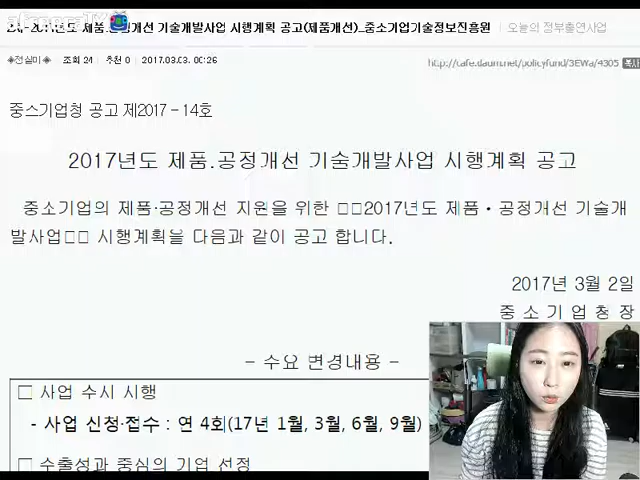 2017년도 제품.공정개선 기술개발사업 시행계획 공고(제품개선)_중소기업기술정보진흥원 | 오늘의 정부출연사업
조회 24 | 추천 0 | 2017.03.03. 00:26
http://cafe.daum.net/policyfund/3EWa/4305 복사
중소기업청 공고 제2017 - 14호
2017년도 제품.공정개선 기술개발사업 시행계획 공고
중소기업의 제품·공정개선 지원을 위한 □□2017년도 제품·공정개선 기술개
발사업□□ 시행계획을 다음과 같이 공고 합니다.
2017년 3월 2일
중 소 기 업 청 장
- 수요 변경내용 -
□ 사업 수시 시행
- 사업 신청·접수 : 연 4회(17년 1월, 3월, 6월, 9월)
□ 수출성과 중심의 기업 선정